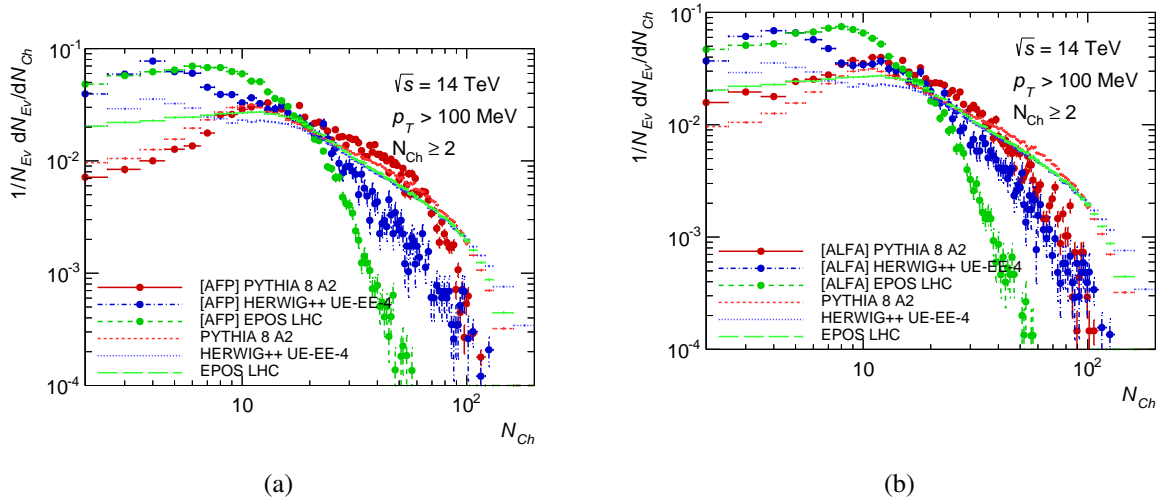 1/N_Ev dN_Ev/dN_Ch
10^-1
10^-2
10^-3
10^-4
√s = 14 TeV
p_T > 100 MeV
N_Ch ≥ 2
[AFP] PYTHIA 8 A2
[AFP] HERWIG++ UE-EE-4
[AFP] EPOS LHC
PYTHIA 8 A2
HERWIG++ UE-EE-4
EPOS LHC
10 10^2
N_Ch
(a)
1/N_Ev dN_Ev/dN_Ch
10^-1
10^-2
10^-3
10^-4
√s = 14 TeV
p_T > 100 MeV
N_Ch ≥ 2
[ALFA] PYTHIA 8 A2
[ALFA] HERWIG++ UE-EE-4
[ALFA] EPOS LHC
PYTHIA 8 A2
HERWIG++ UE-EE-4
EPOS LHC
10 10^2
N_Ch
(b)